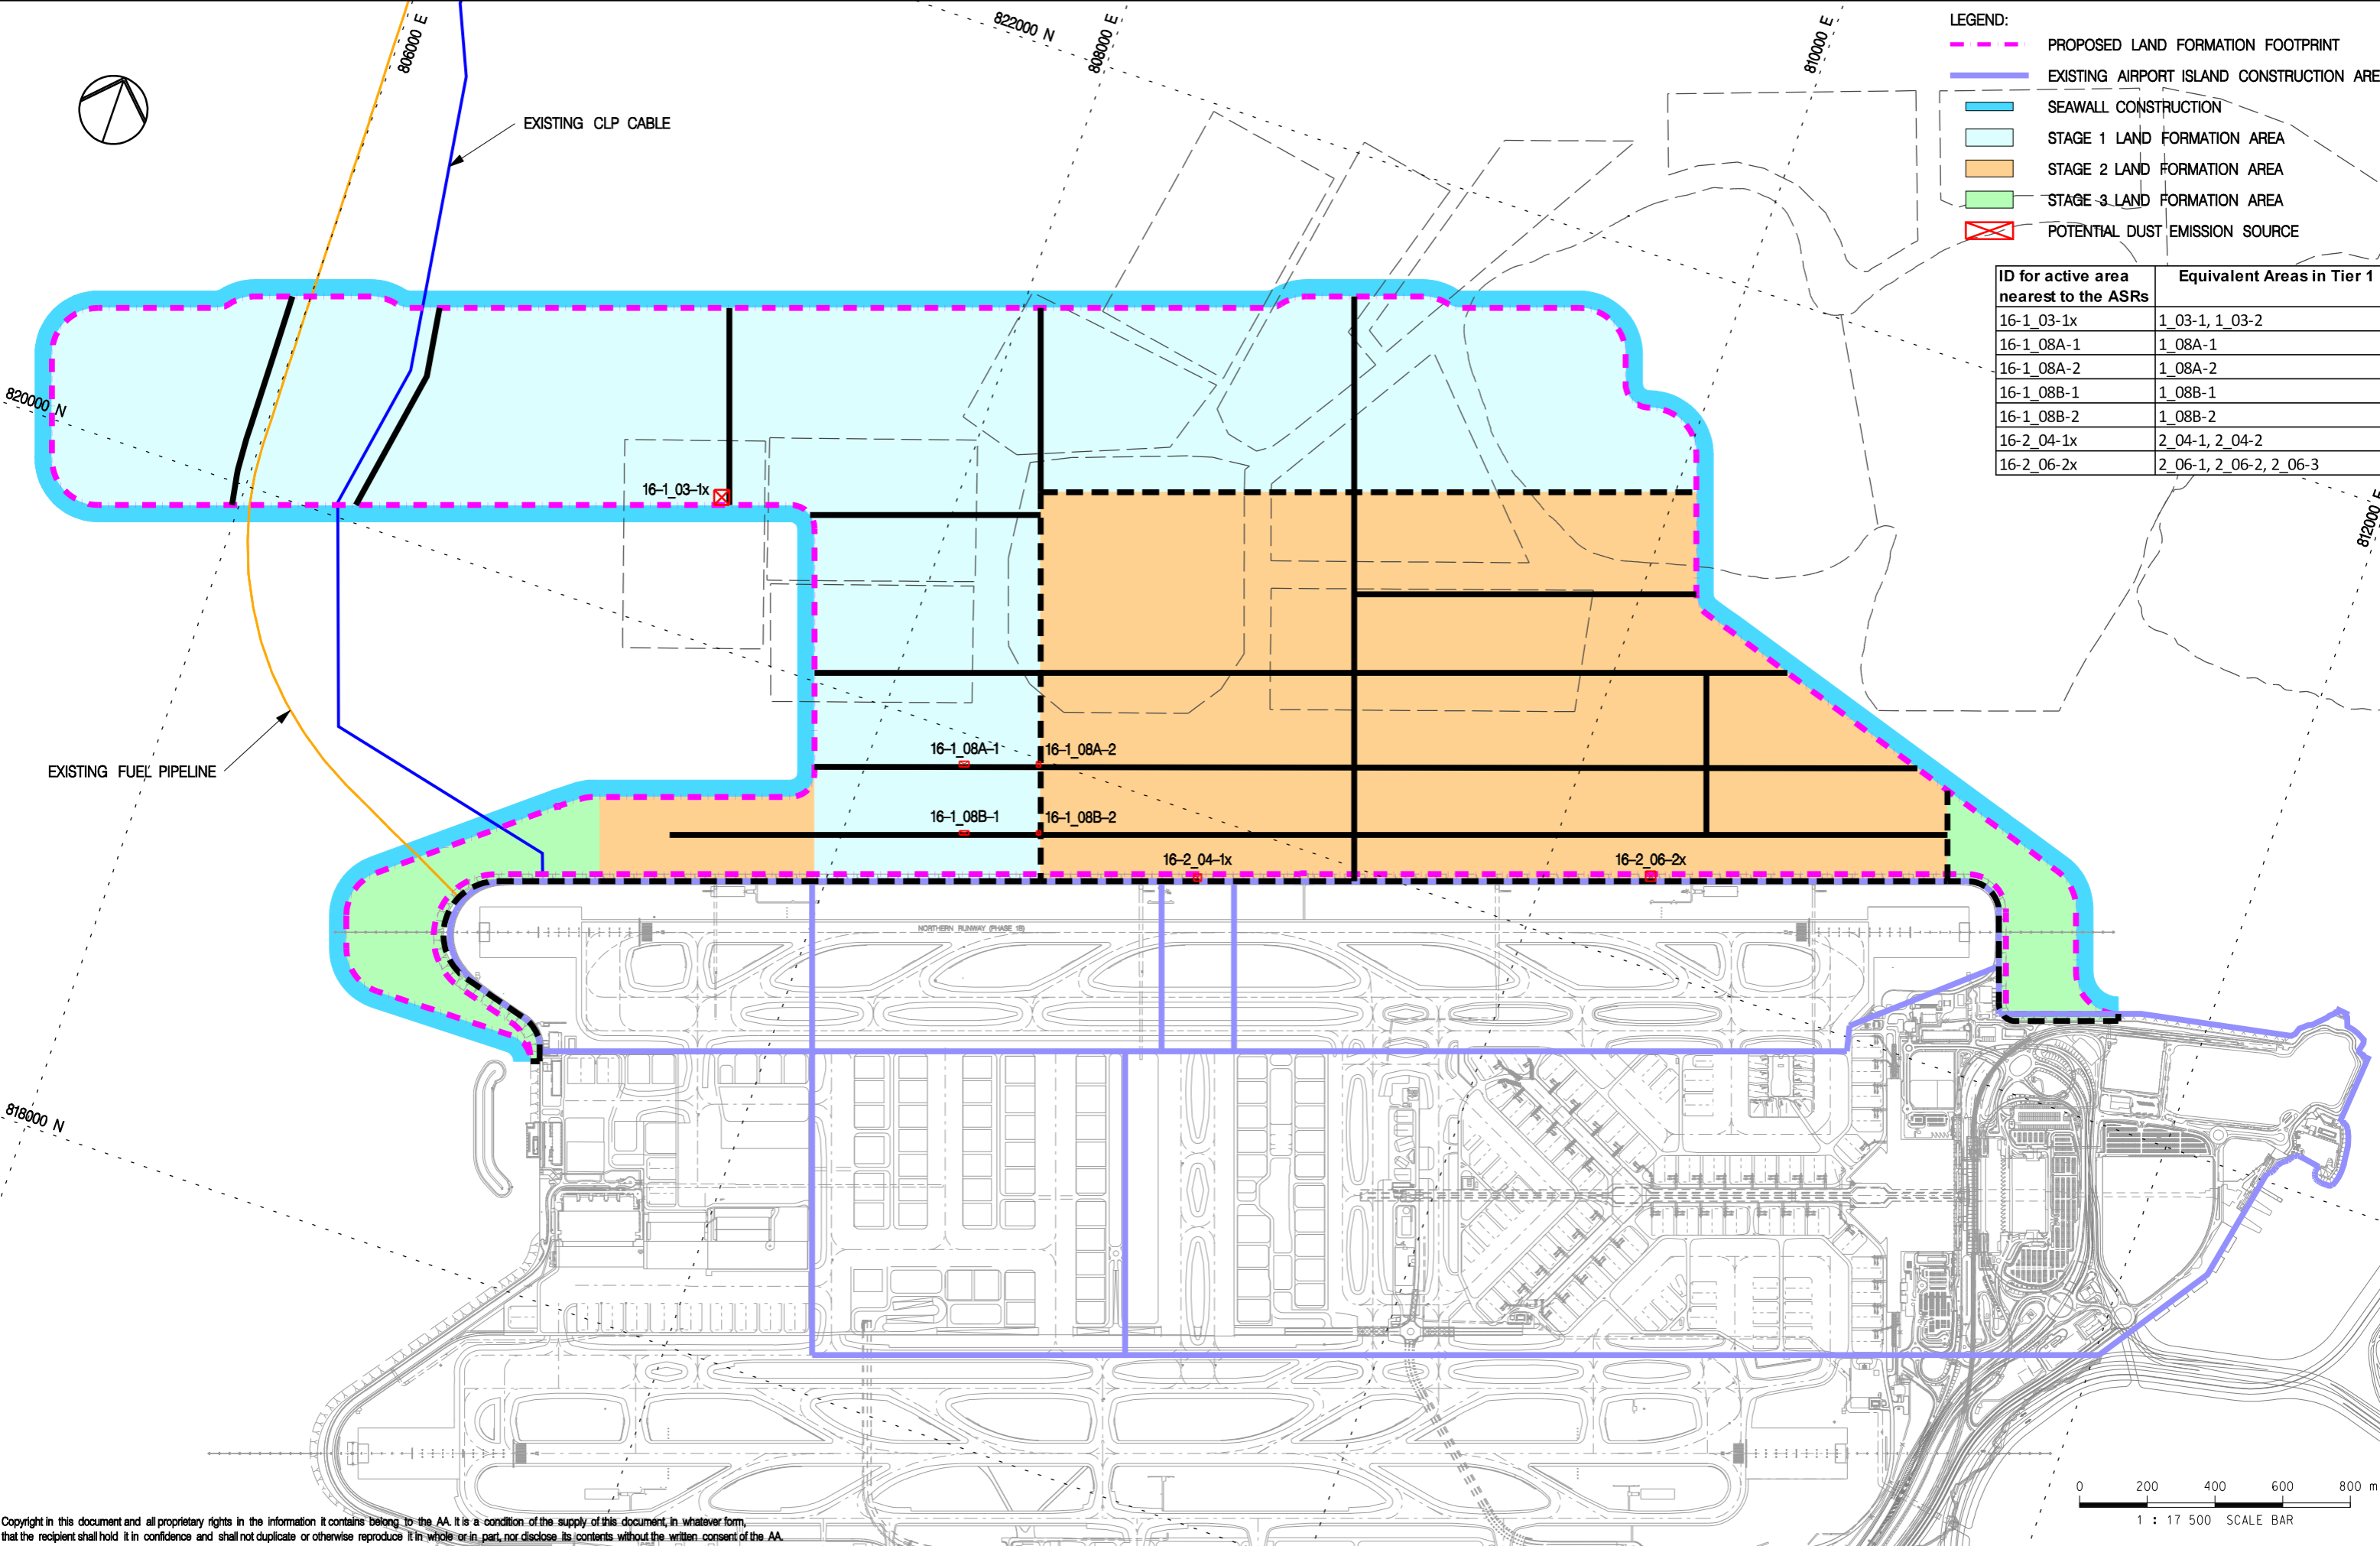 822000 N
806000 E
808000 E
810000 E
LEGEND:
PROPOSED LAND FORMATION FOOTPRINT
EXISTING AIRPORT ISLAND CONSTRUCTION ARE
SEAWALL CONSTRUCTION
STAGE 1 LAND FORMATION AREA
STAGE 2 LAND FORMATION AREA
STAGE 3 LAND FORMATION AREA
POTENTIAL DUST EMISSION SOURCE
EXISTING CLP CABLE
ID for active area nearest to the ASRs | Equivalent Areas in Tier 1
16-1_03-1x | 1_03-1, 1_03-2
16-1_08A-1 | 1_08A-1
16-1_08A-2 | 1_08A-2
16-1_08B-1 | 1_08B-1
16-1_08B-2 | 1_08B-2
16-2_04-1x | 2_04-1, 2_04-2
16-2_06-2x | 2_06-1, 2_06-2, 2_06-3
820000 N
812000 E
16-1_03-1x
16-1_08A-1
16-1_08A-2
EXISTING FUEL PIPELINE
16-1_08B-1
16-1_08B-2
16-2_04-1x
16-2_06-2x
NORTHERN RUNWAY (PHASE 1B)
818000 N
0 200 400 600 800 m
1 : 17 500 SCALE BAR
Copyright in this document and all proprietary rights in the information it contains belong to the AA. It is a condition of the supply of this document, in whatever form,
that the recipient shall hold it in confidence and shall not duplicate or otherwise reproduce it in whole or in part, nor disclose its contents without the written consent of the AA.